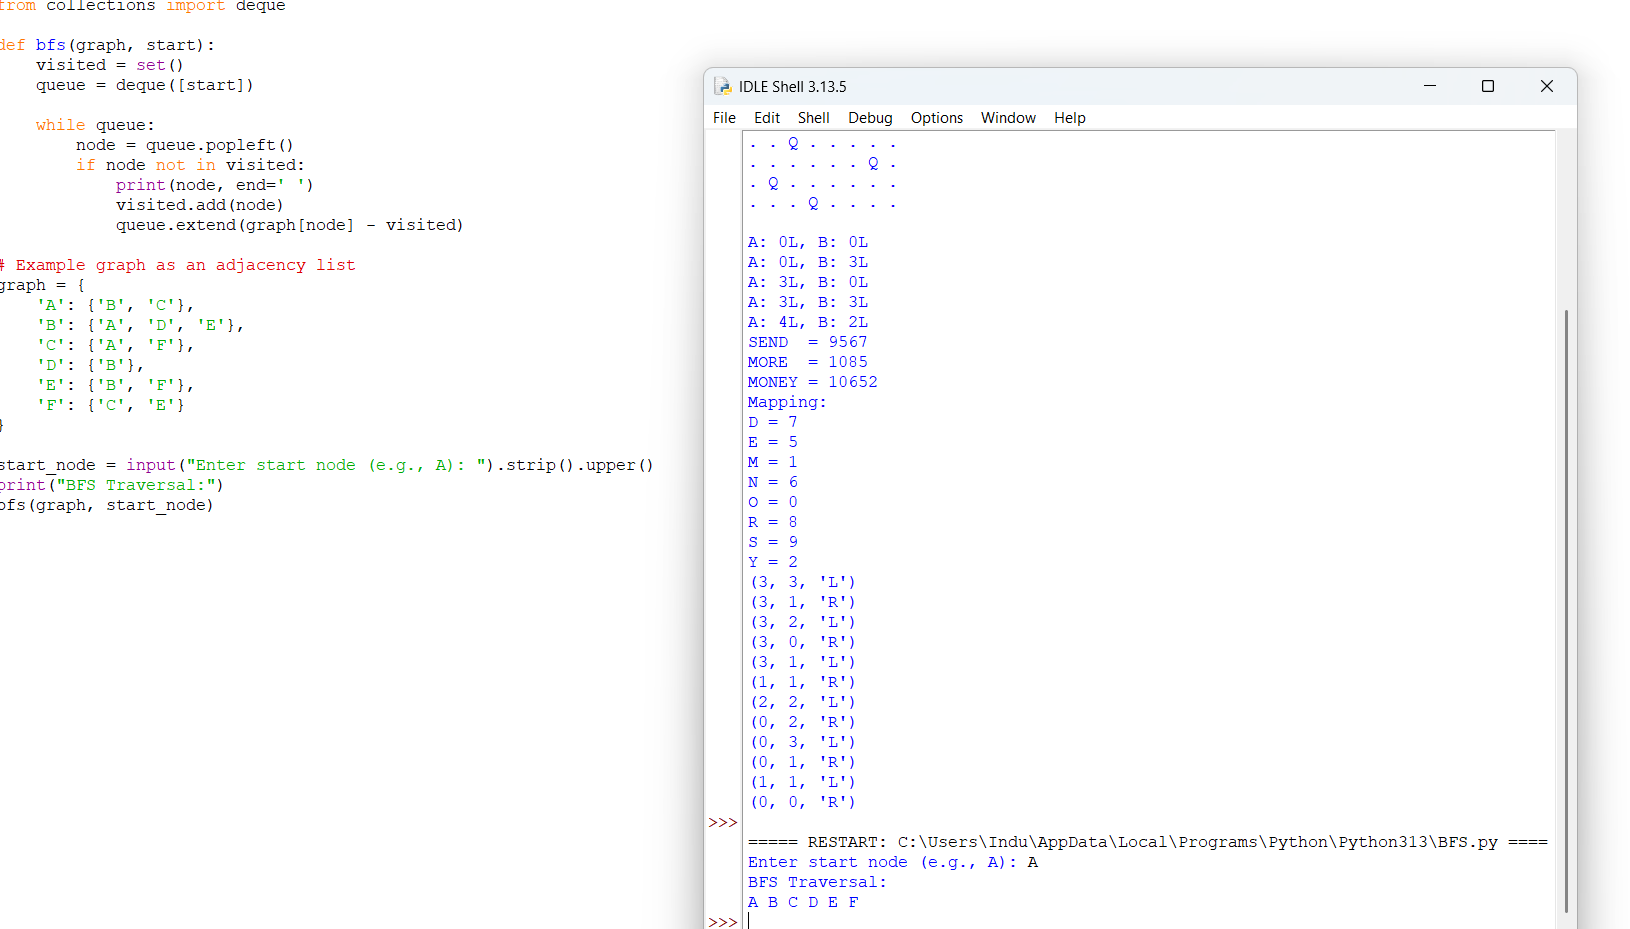 from collections import deque
def bfs(graph, start):
    visited = set()
    queue = deque([start])
    while queue:
        node = queue.popleft()
        if node not in visited:
            print(node, end=' ')
            visited.add(node)
            queue.extend(graph[node] - visited)
# Example graph as an adjacency list
graph = {
    'A': {'B', 'C'},
    'B': {'A', 'D', 'E'},
    'C': {'A', 'F'},
    'D': {'B'},
    'E': {'B', 'F'},
    'F': {'C', 'E'}
}
start_node = input("Enter start node (e.g., A): ").strip().upper()
print("BFS Traversal:")
bfs(graph, start_node)
IDLE Shell 3.13.5
File Edit Shell Debug Options Window Help
. . Q . . . . .
. . . . . . Q .
. Q . . . . . .
. . . Q . . . .
A: 0L, B: 0L
A: 0L, B: 3L
A: 3L, B: 0L
A: 3L, B: 3L
A: 4L, B: 2L
SEND  = 9567
MORE  = 1085
MONEY = 10652
Mapping:
D = 7
E = 5
M = 1
N = 6
O = 0
R = 8
S = 9
Y = 2
(3, 3, 'L')
(3, 1, 'R')
(3, 2, 'L')
(3, 0, 'R')
(3, 1, 'L')
(1, 1, 'R')
(2, 2, 'L')
(0, 2, 'R')
(0, 3, 'L')
(0, 1, 'R')
(1, 1, 'L')
(0, 0, 'R')
>>>
===== RESTART: C:\Users\Indu\AppData\Local\Programs\Python\Python313\BFS.py ====
Enter start node (e.g., A): A
BFS Traversal:
A B C D E F
>>>